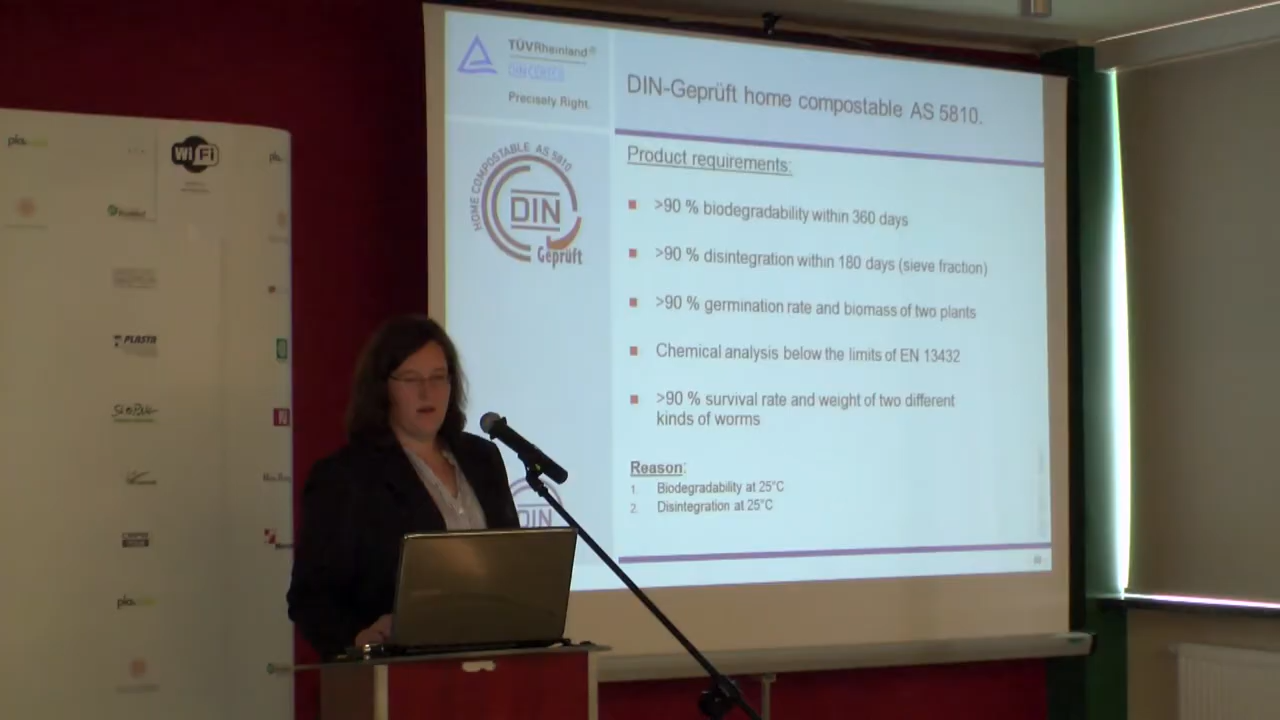 TÜVRheinland®
DIN CERTCO
Precisely Right.
DIN-Geprüft home compostable AS 5810.
HOME COMPOSTABLE AS 5810
DIN
Geprüft
Product requirements:
>90 % biodegradability within 360 days
>90 % disintegration within 180 days (sieve fraction)
>90 % germination rate and biomass of two plants
Chemical analysis below the limits of EN 13432
>90 % survival rate and weight of two different
kinds of worms
Reason:
1. Biodegradability at 25°C
2. Disintegration at 25°C
DIN
WiFi
PLASTA